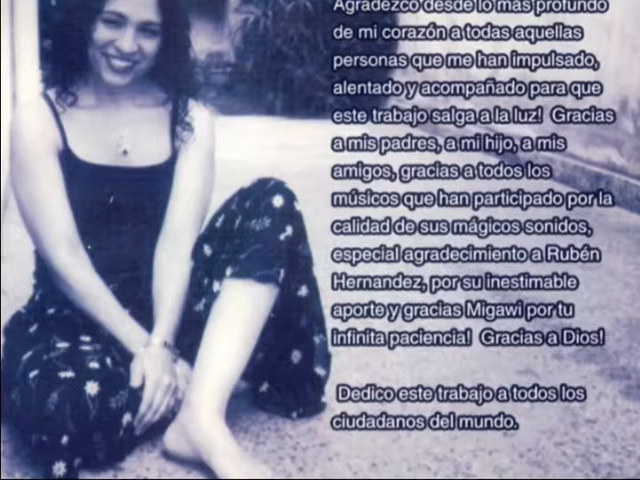 Agradezco desde lo más profundo
de mi corazón a todas aquellas
personas que me han impulsado,
alentado y acompañado para que
este trabajo salga a la luz! Gracias
a mis padres, a mi hijo, a mis
amigos, gracias a todos los
músicos que han participado por la
calidad de sus mágicos sonidos,
especial agradecimiento a Rubén
Hernandez, por su inestimable
aporte y gracias Migawi por tu
infinita paciencia! Gracias a Dios!
Dedico este trabajo a todos los
ciudadanos del mundo.